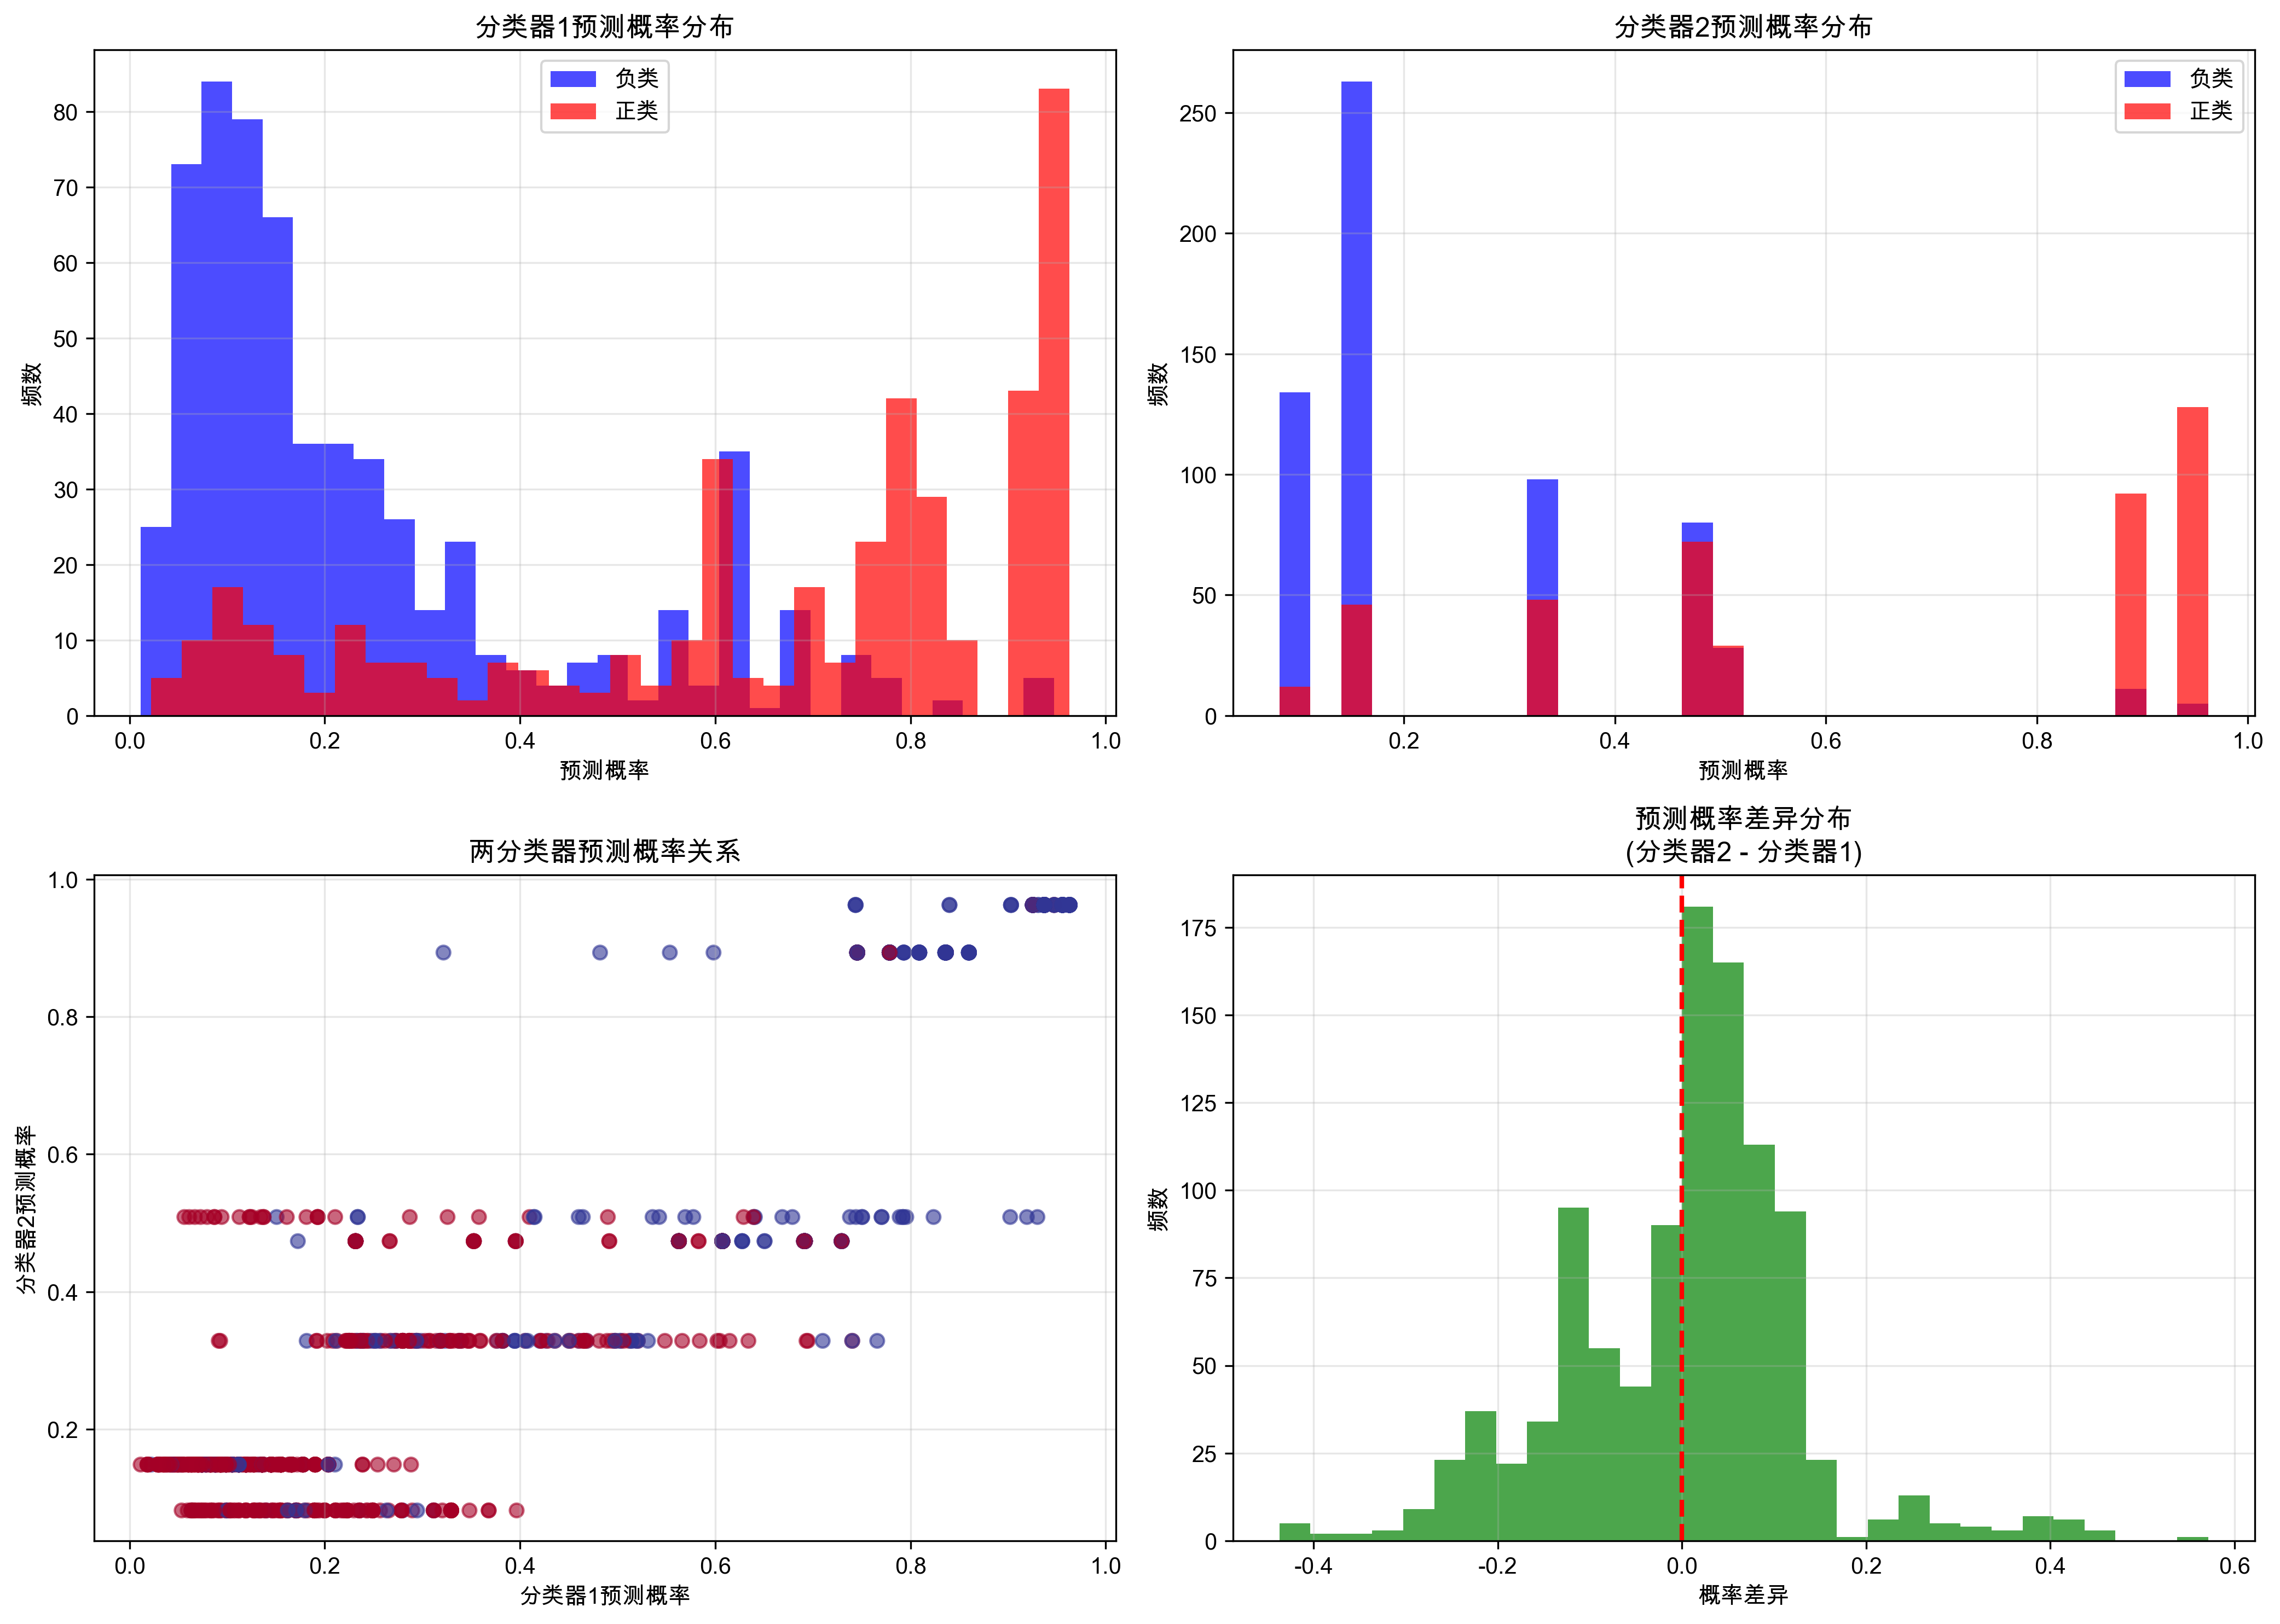 分类器1预测概率分布
负类
正类
频数
80
70
60
50
40
30
20
10
0
0.0 0.2 0.4 0.6 0.8 1.0
预测概率
分类器2预测概率分布
负类
正类
频数
250
200
150
100
50
0
0.2 0.4 0.6 0.8 1.0
预测概率
两分类器预测概率关系
分类器2预测概率
1.0
0.8
0.6
0.4
0.2
0.0 0.2 0.4 0.6 0.8 1.0
分类器1预测概率
预测概率差异分布
(分类器2 - 分类器1)
频数
175
150
125
100
75
50
25
0
-0.4 -0.2 0.0 0.2 0.4 0.6
概率差异